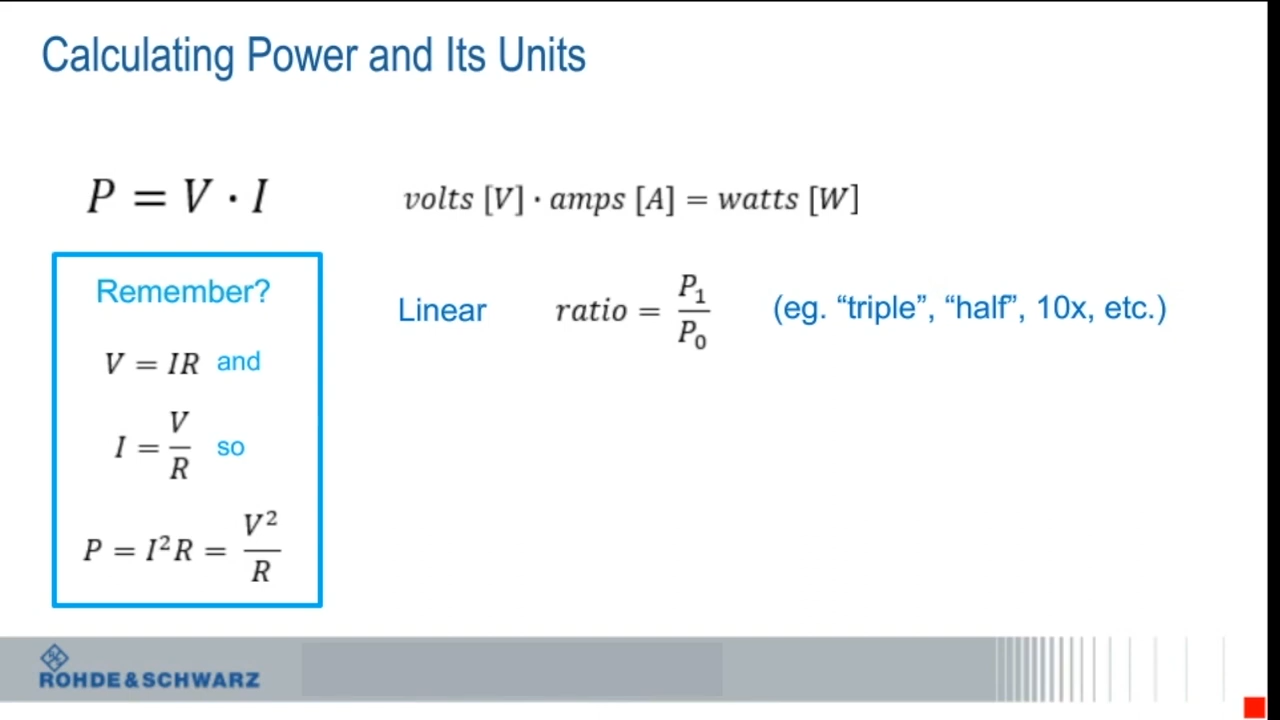 Calculating Power and Its Units
P = V · I
volts [V] · amps [A] = watts [W]
Remember?
V = IR and
I = V/R so
P = I²R = V²/R
Linear ratio = P₁/P₀ (eg. “triple”, “half”, 10x, etc.)
ROHDE&SCHWARZ